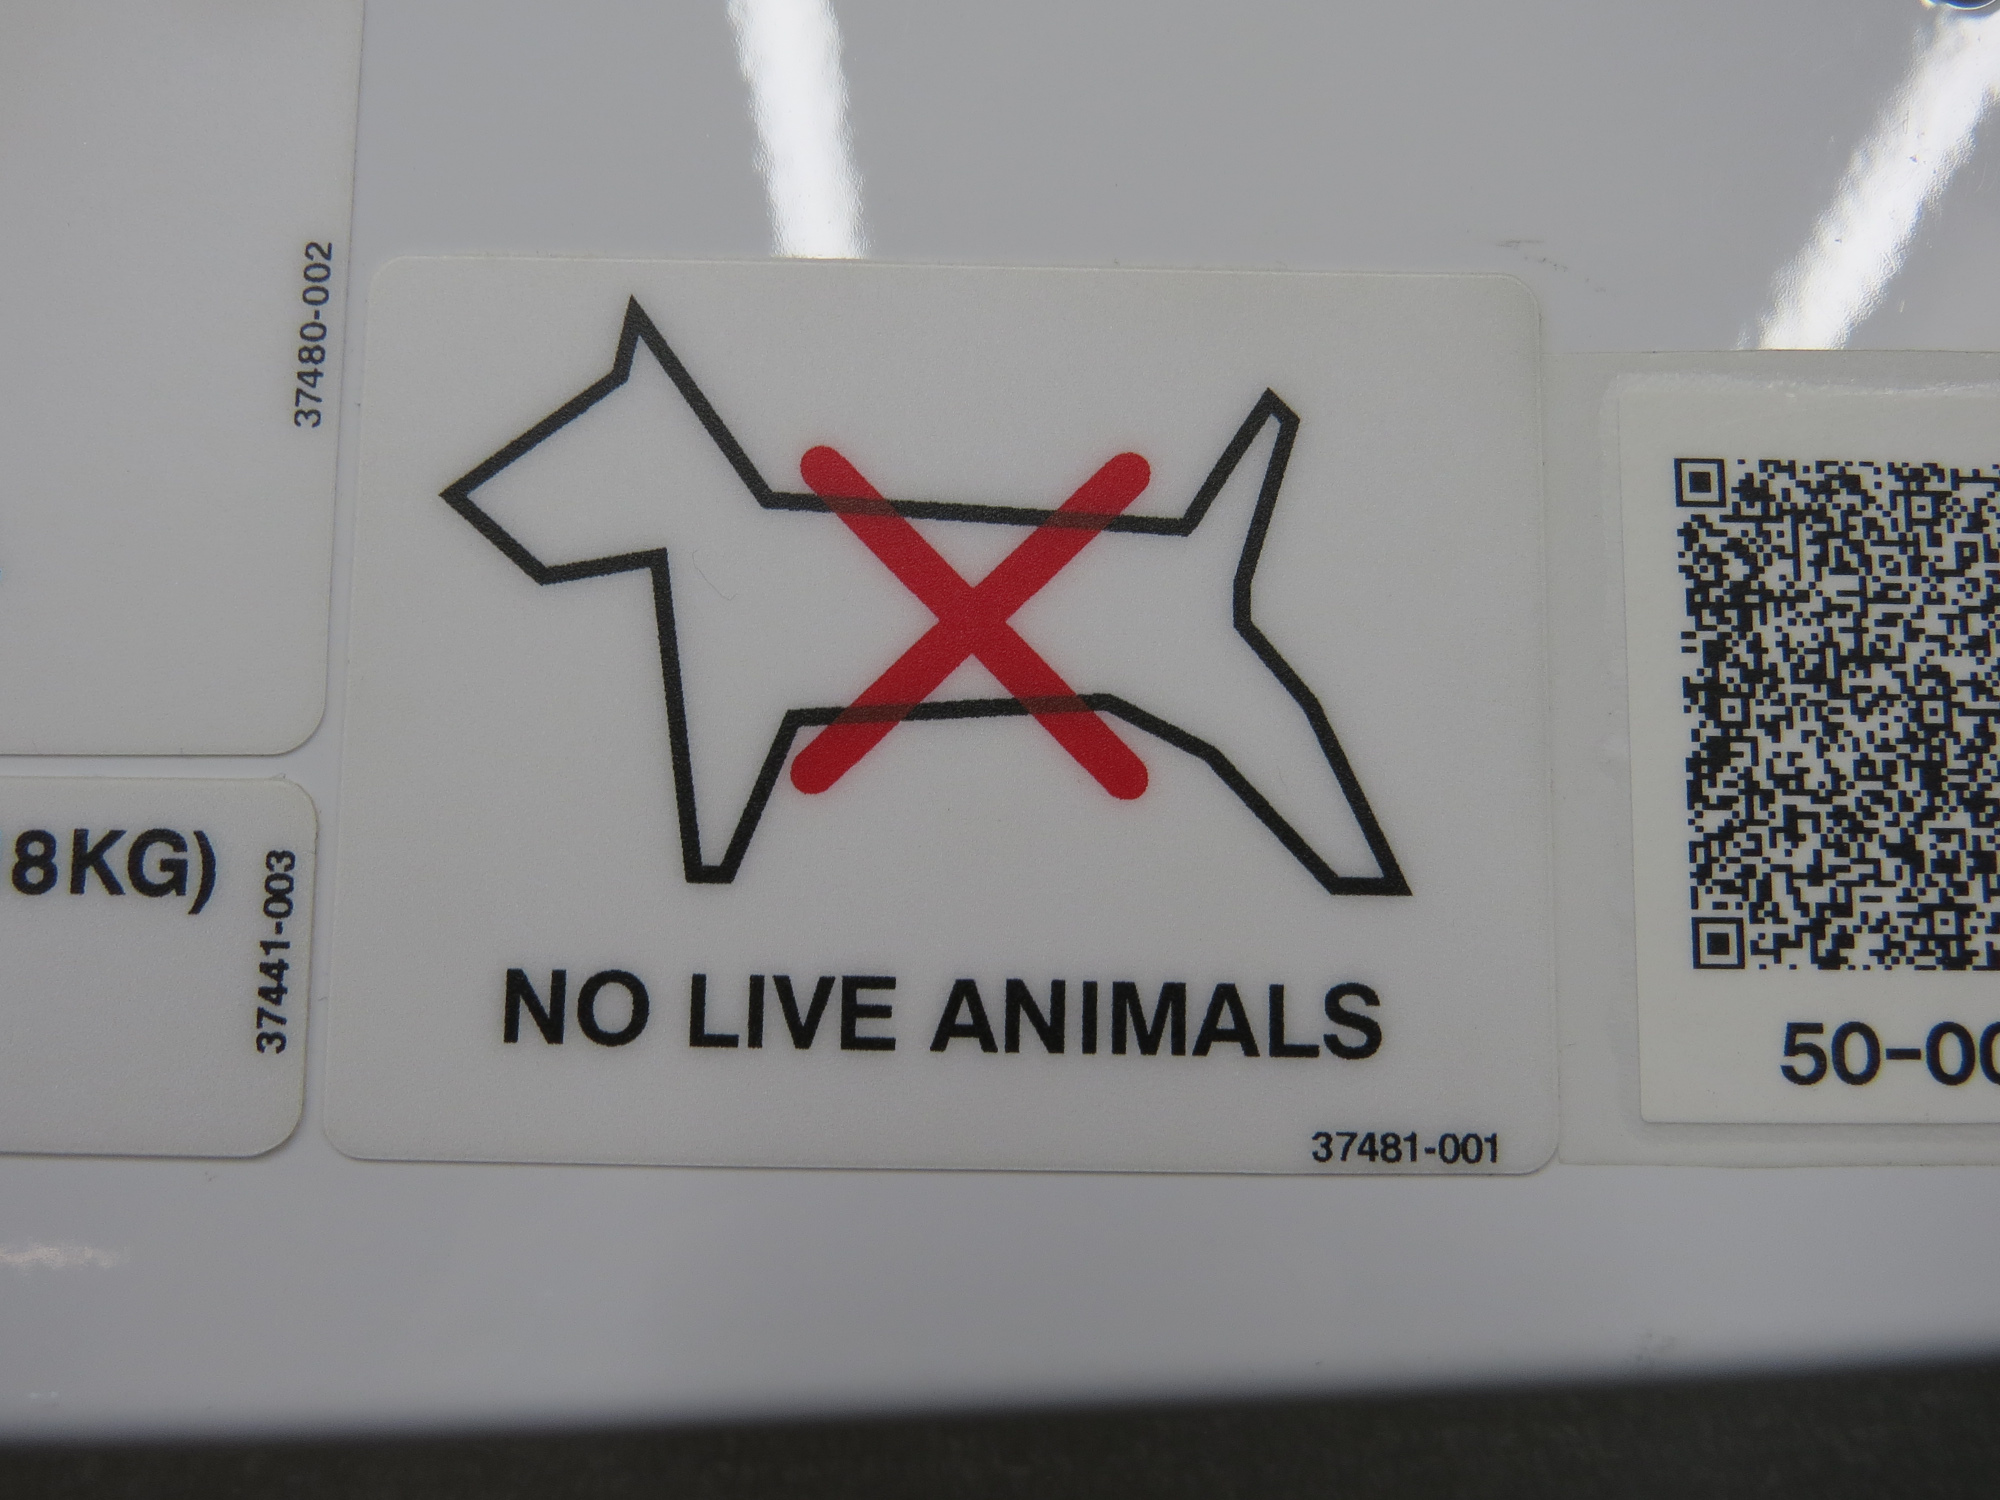 37480-002
8KG)
37441-003
NO LIVE ANIMALS
37481-001
50-00